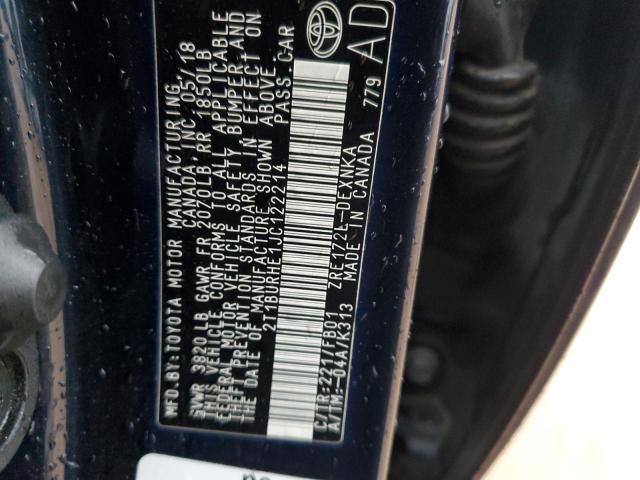 MFD.BY:TOYOTA MOTOR MANUFACTURING
CANADA, INC. 05/18
GVWR 3820LB GAWR FR 2070LB, RR 1850LB
THIS VEHICLE CONFORMS TO ALL APPLICABLE
FEDERAL MOTOR VEHICLE SAFETY, BUMPER, AND
THEFT PREVENTION STANDARDS IN EFFECT ON
THE DATE OF MANUFACTURE SHOWN ABOVE.
2T1BURHE1JC122214 PASS. CAR
C/TR:221/FB01 ZRE172L-DEXNKA
A/TM:-04A/K313 MADE IN CANADA
779
AD